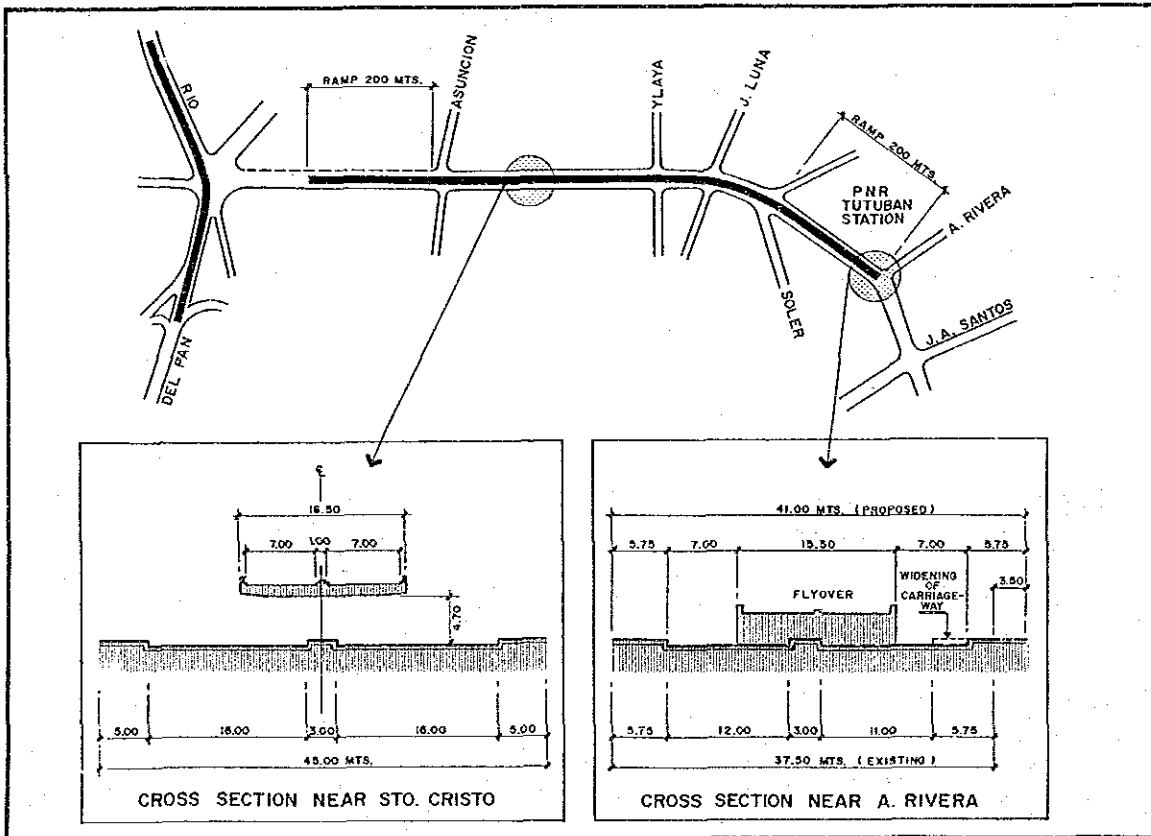 RIO
DEL PAN
RAMP 200 MTS.
ASUNCION
YLAYA
J. LUNA
RAMP 200 MTS.
PNR
TUTUBAN
STATION
A. RIVERA
SOLER
J.A. SANTOS
℄
16.50
7.00 1.00 7.00
4.70
5.00 16.00 3.00 16.00 5.00
45.00 MTS.
CROSS SECTION NEAR STO. CRISTO
41.00 MTS. ( PROPOSED )
5.75 7.00 15.50 7.00 5.75
3.50
WIDENING
OF
CARRIAGE-
WAY
FLYOVER
5.75 12.00 3.00 11.00 5.75
37.50 MTS. ( EXISTING )
CROSS SECTION NEAR A. RIVERA